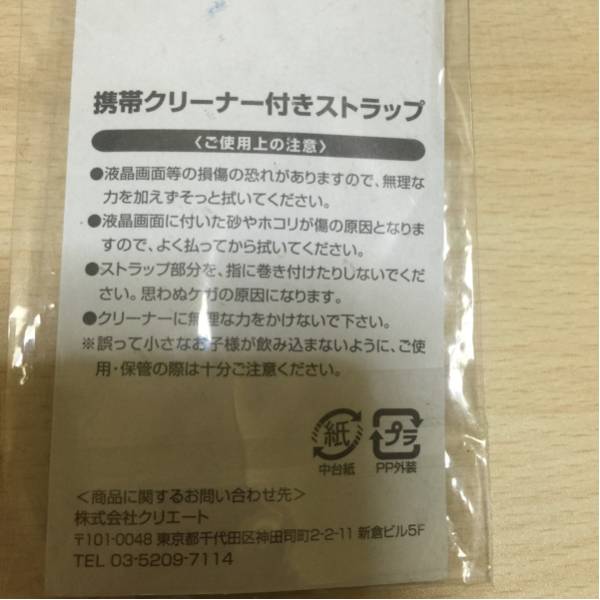 携帯クリーナー付きストラップ
〈ご使用上の注意〉
●液晶画面等の損傷の恐れがありますので、無理な
力を加えずそっと拭いてください。
●液晶画面に付いた砂やホコリが傷の原因となりま
すので、よく払ってから拭いてください。
●ストラップ部分を、指に巻き付けたりしないでくだ
さい。思わぬケガの原因になります。
●クリーナーに無理な力をかけないで下さい。
※誤って小さなお子様が飲み込まないように、ご使
用・保管の際は十分ご注意ください。
紙 プラ
中台紙 PP外装
〈商品に関するお問い合わせ先〉
株式会社クリエート
〒101-0048 東京都千代田区神田司町2-2-11 新倉ビル5F
TEL 03-5209-7114